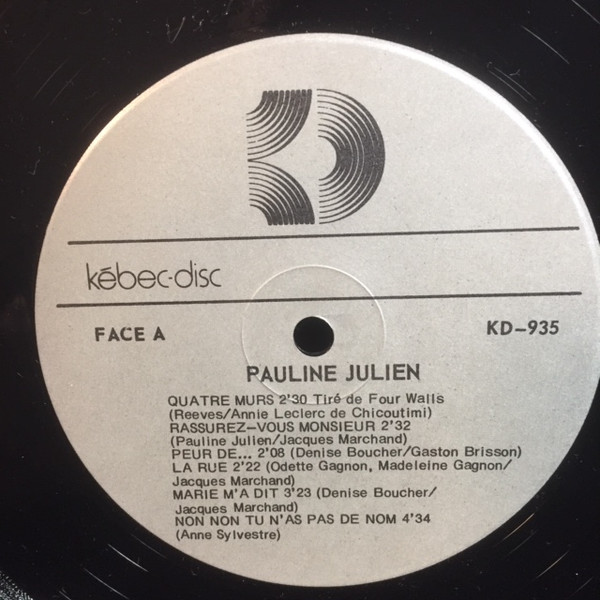 kébec-disc
FACE A
KD-935
PAULINE JULIEN
QUATRE MURS 2'30 Tiré de Four Walls
(Reeves/Annie Leclerc de Chicoutimi)
RASSUREZ-VOUS MONSIEUR 2'32
(Pauline Julien/Jacques Marchand)
PEUR DE... 2'08 (Denise Boucher/Gaston Brisson)
LA RUE 2'22 (Odette Gagnon, Madeleine Gagnon/
Jacques Marchand)
MARIE M'A DIT 3'23 (Denise Boucher/
Jacques Marchand)
NON NON TU N'AS PAS DE NOM 4'34
(Anne Sylvestre)